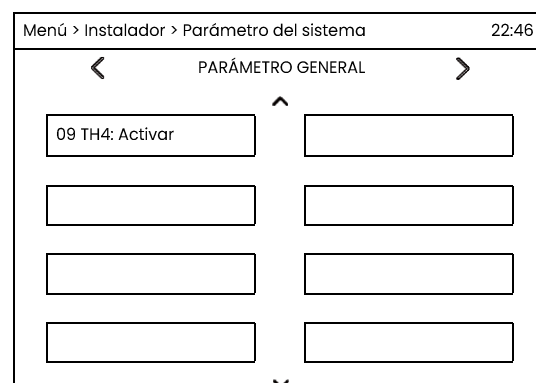 Menú > Instalador > Parámetro del sistema 22:46
PARÁMETRO GENERAL
09 TH4: Activar